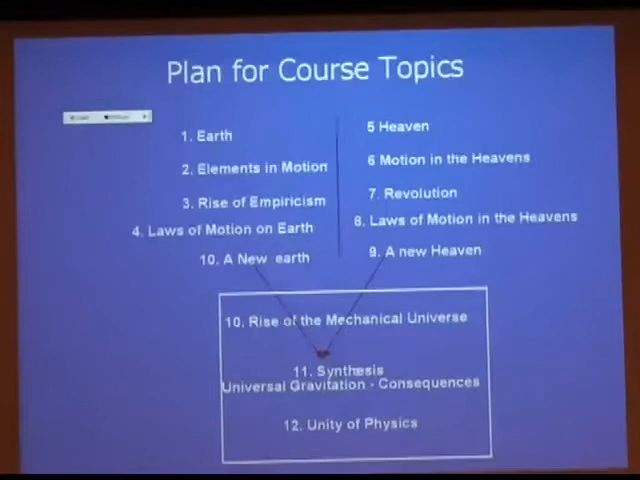 Plan for Course Topics
1. Earth
2. Elements in Motion
3. Rise of Empiricism
4. Laws of Motion on Earth
10. A New earth
5 Heaven
6 Motion in the Heavens
7. Revolution
8. Laws of Motion in the Heavens
9. A new Heaven
10. Rise of the Mechanical Universe
11. Synthesis
Universal Gravitation - Consequences
12. Unity of Physics